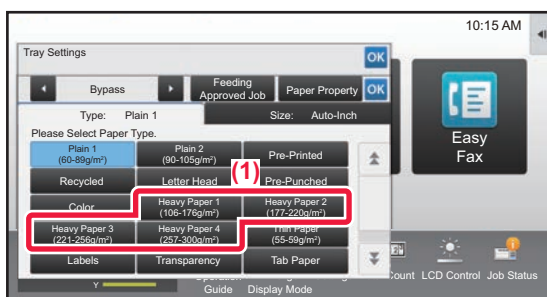 10:15 AM
Tray Settings
OK
Bypass
Feeding
Approved Job
Paper Property
OK
Type: Plain 1
Size: Auto-Inch
Please Select Paper Type.
Plain 1
(60-89g/m²)
Plain 2
(90-105g/m²)
Pre-Printed
Recycled
Letter Head
(1)
Pre-Punched
Color
Heavy Paper 1
(106-176g/m²)
Heavy Paper 2
(177-220g/m²)
Heavy Paper 3
(221-256g/m²)
Heavy Paper 4
(257-300g/m²)
Thin Paper
(55-59g/m²)
Labels
Transparency
Tab Paper
Easy
Fax
Count
LCD Control
Job Status
Y
Guide
Display Mode